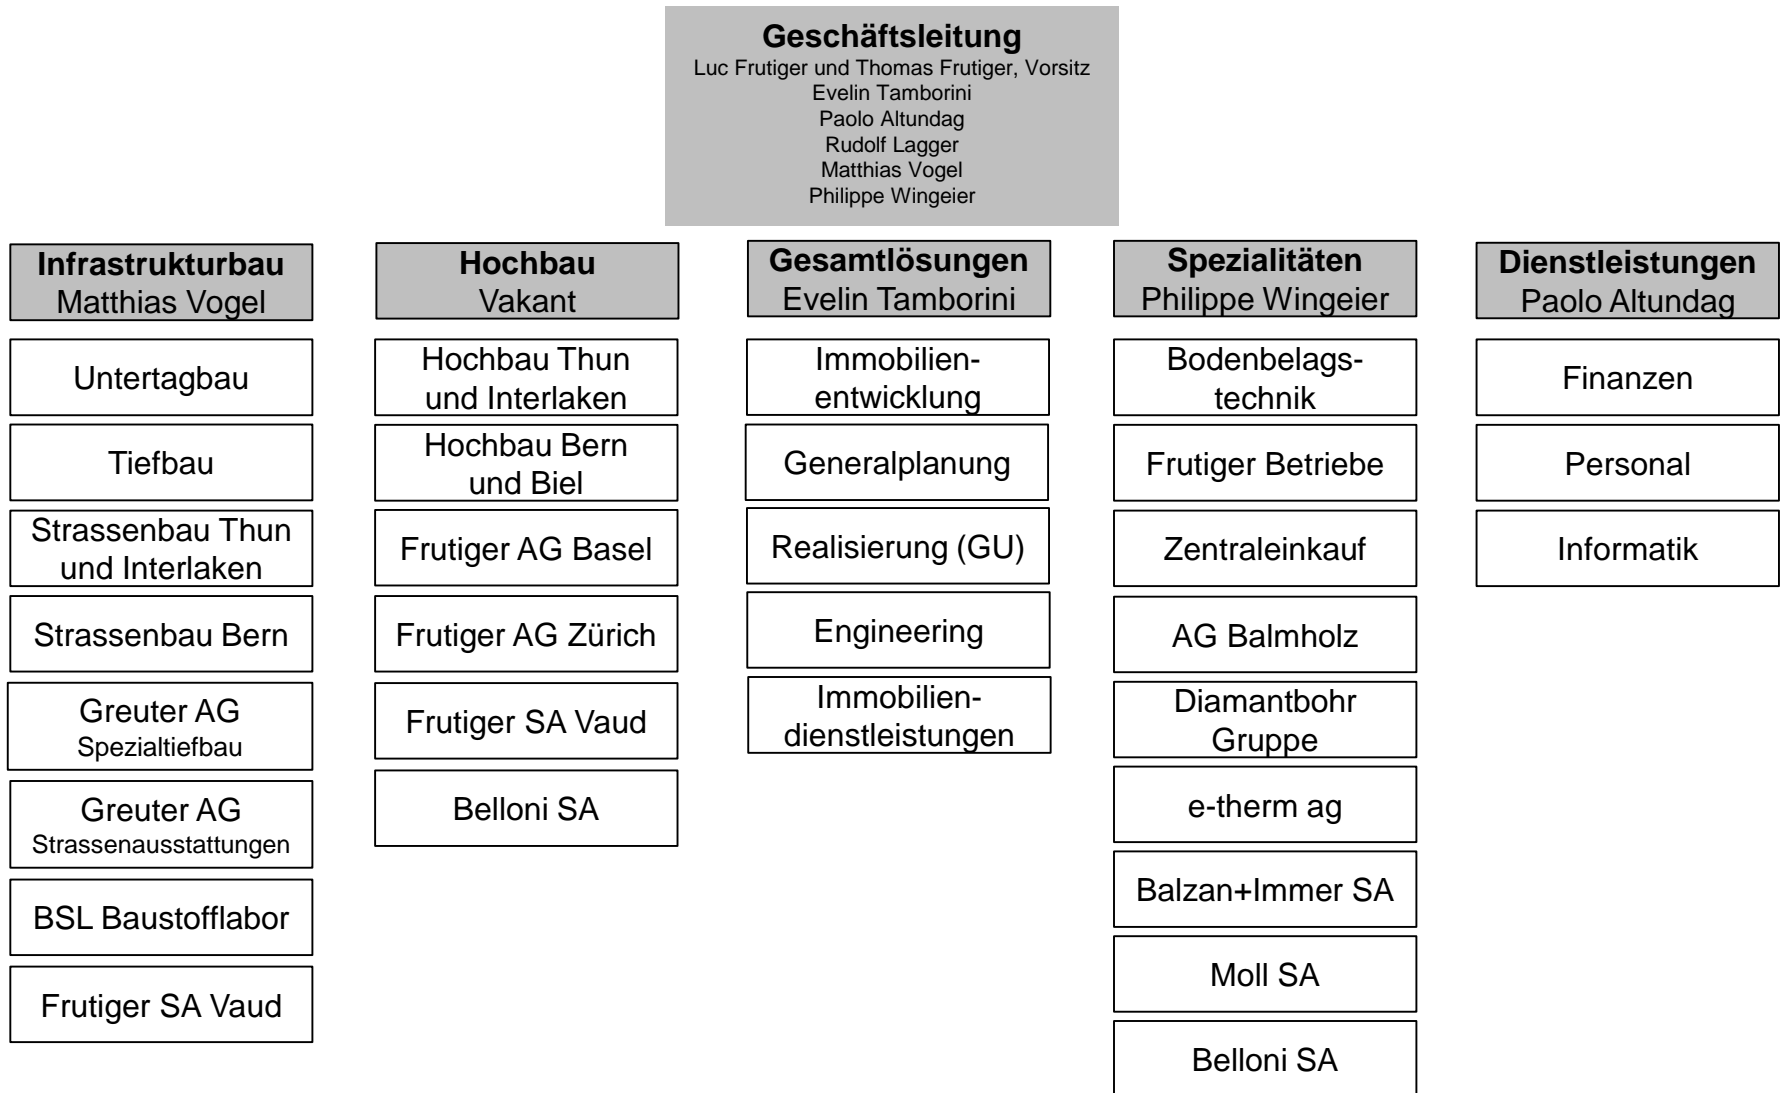 Geschäftsleitung
Luc Frutiger und Thomas Frutiger, Vorsitz
Evelin Tamborini
Paolo Altundag
Rudolf Lagger
Matthias Vogel
Philippe Wingeier
Infrastrukturbau
Matthias Vogel
Untertagbau
Tiefbau
Strassenbau Thun
und Interlaken
Strassenbau Bern
Greuter AG
Spezialtiefbau
Greuter AG
Strassenausstattungen
BSL Baustofflabor
Frutiger SA Vaud
Hochbau
Vakant
Hochbau Thun
und Interlaken
Hochbau Bern
und Biel
Frutiger AG Basel
Frutiger AG Zürich
Frutiger SA Vaud
Belloni SA
Gesamtlösungen
Evelin Tamborini
Immobilien-
entwicklung
Generalplanung
Realisierung (GU)
Engineering
Immobilien-
dienstleistungen
Spezialitäten
Philippe Wingeier
Bodenbelags-
technik
Frutiger Betriebe
Zentraleinkauf
AG Balmholz
Diamantbohr
Gruppe
e-therm ag
Balzan+Immer SA
Moll SA
Belloni SA
Dienstleistungen
Paolo Altundag
Finanzen
Personal
Informatik